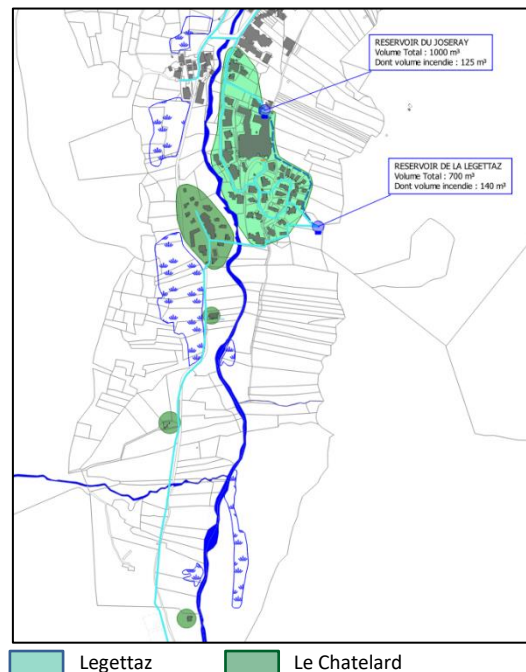 RESERVOIR DU JOSERAY
Volume Total : 1000 m³
Dont volume incendie : 125 m³
RESERVOIR DE LA LEGETTAZ
Volume Total : 700 m³
Dont volume incendie : 140 m³
Legettaz
Le Chatelard